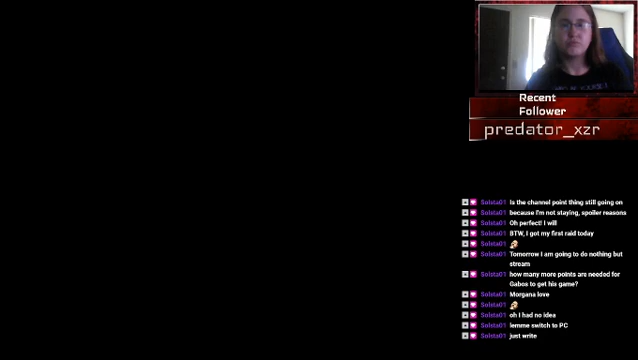 Recent
Follower
predator_xzr
Solsta01 Is the channel point thing still going on
Solsta01 because I'm not staying, spoiler reasons
Solsta01 Oh perfect! I will
Solsta01 BTW, I got my first raid today
Solsta01
Solsta01 Tomorrow I am going to do nothing but
stream
Solsta01 how many more points are needed for
Gabos to get his game?
Solsta01 Morgana love
Solsta01
Solsta01 oh I had no idea
Solsta01 lemme switch to PC
Solsta01 just write